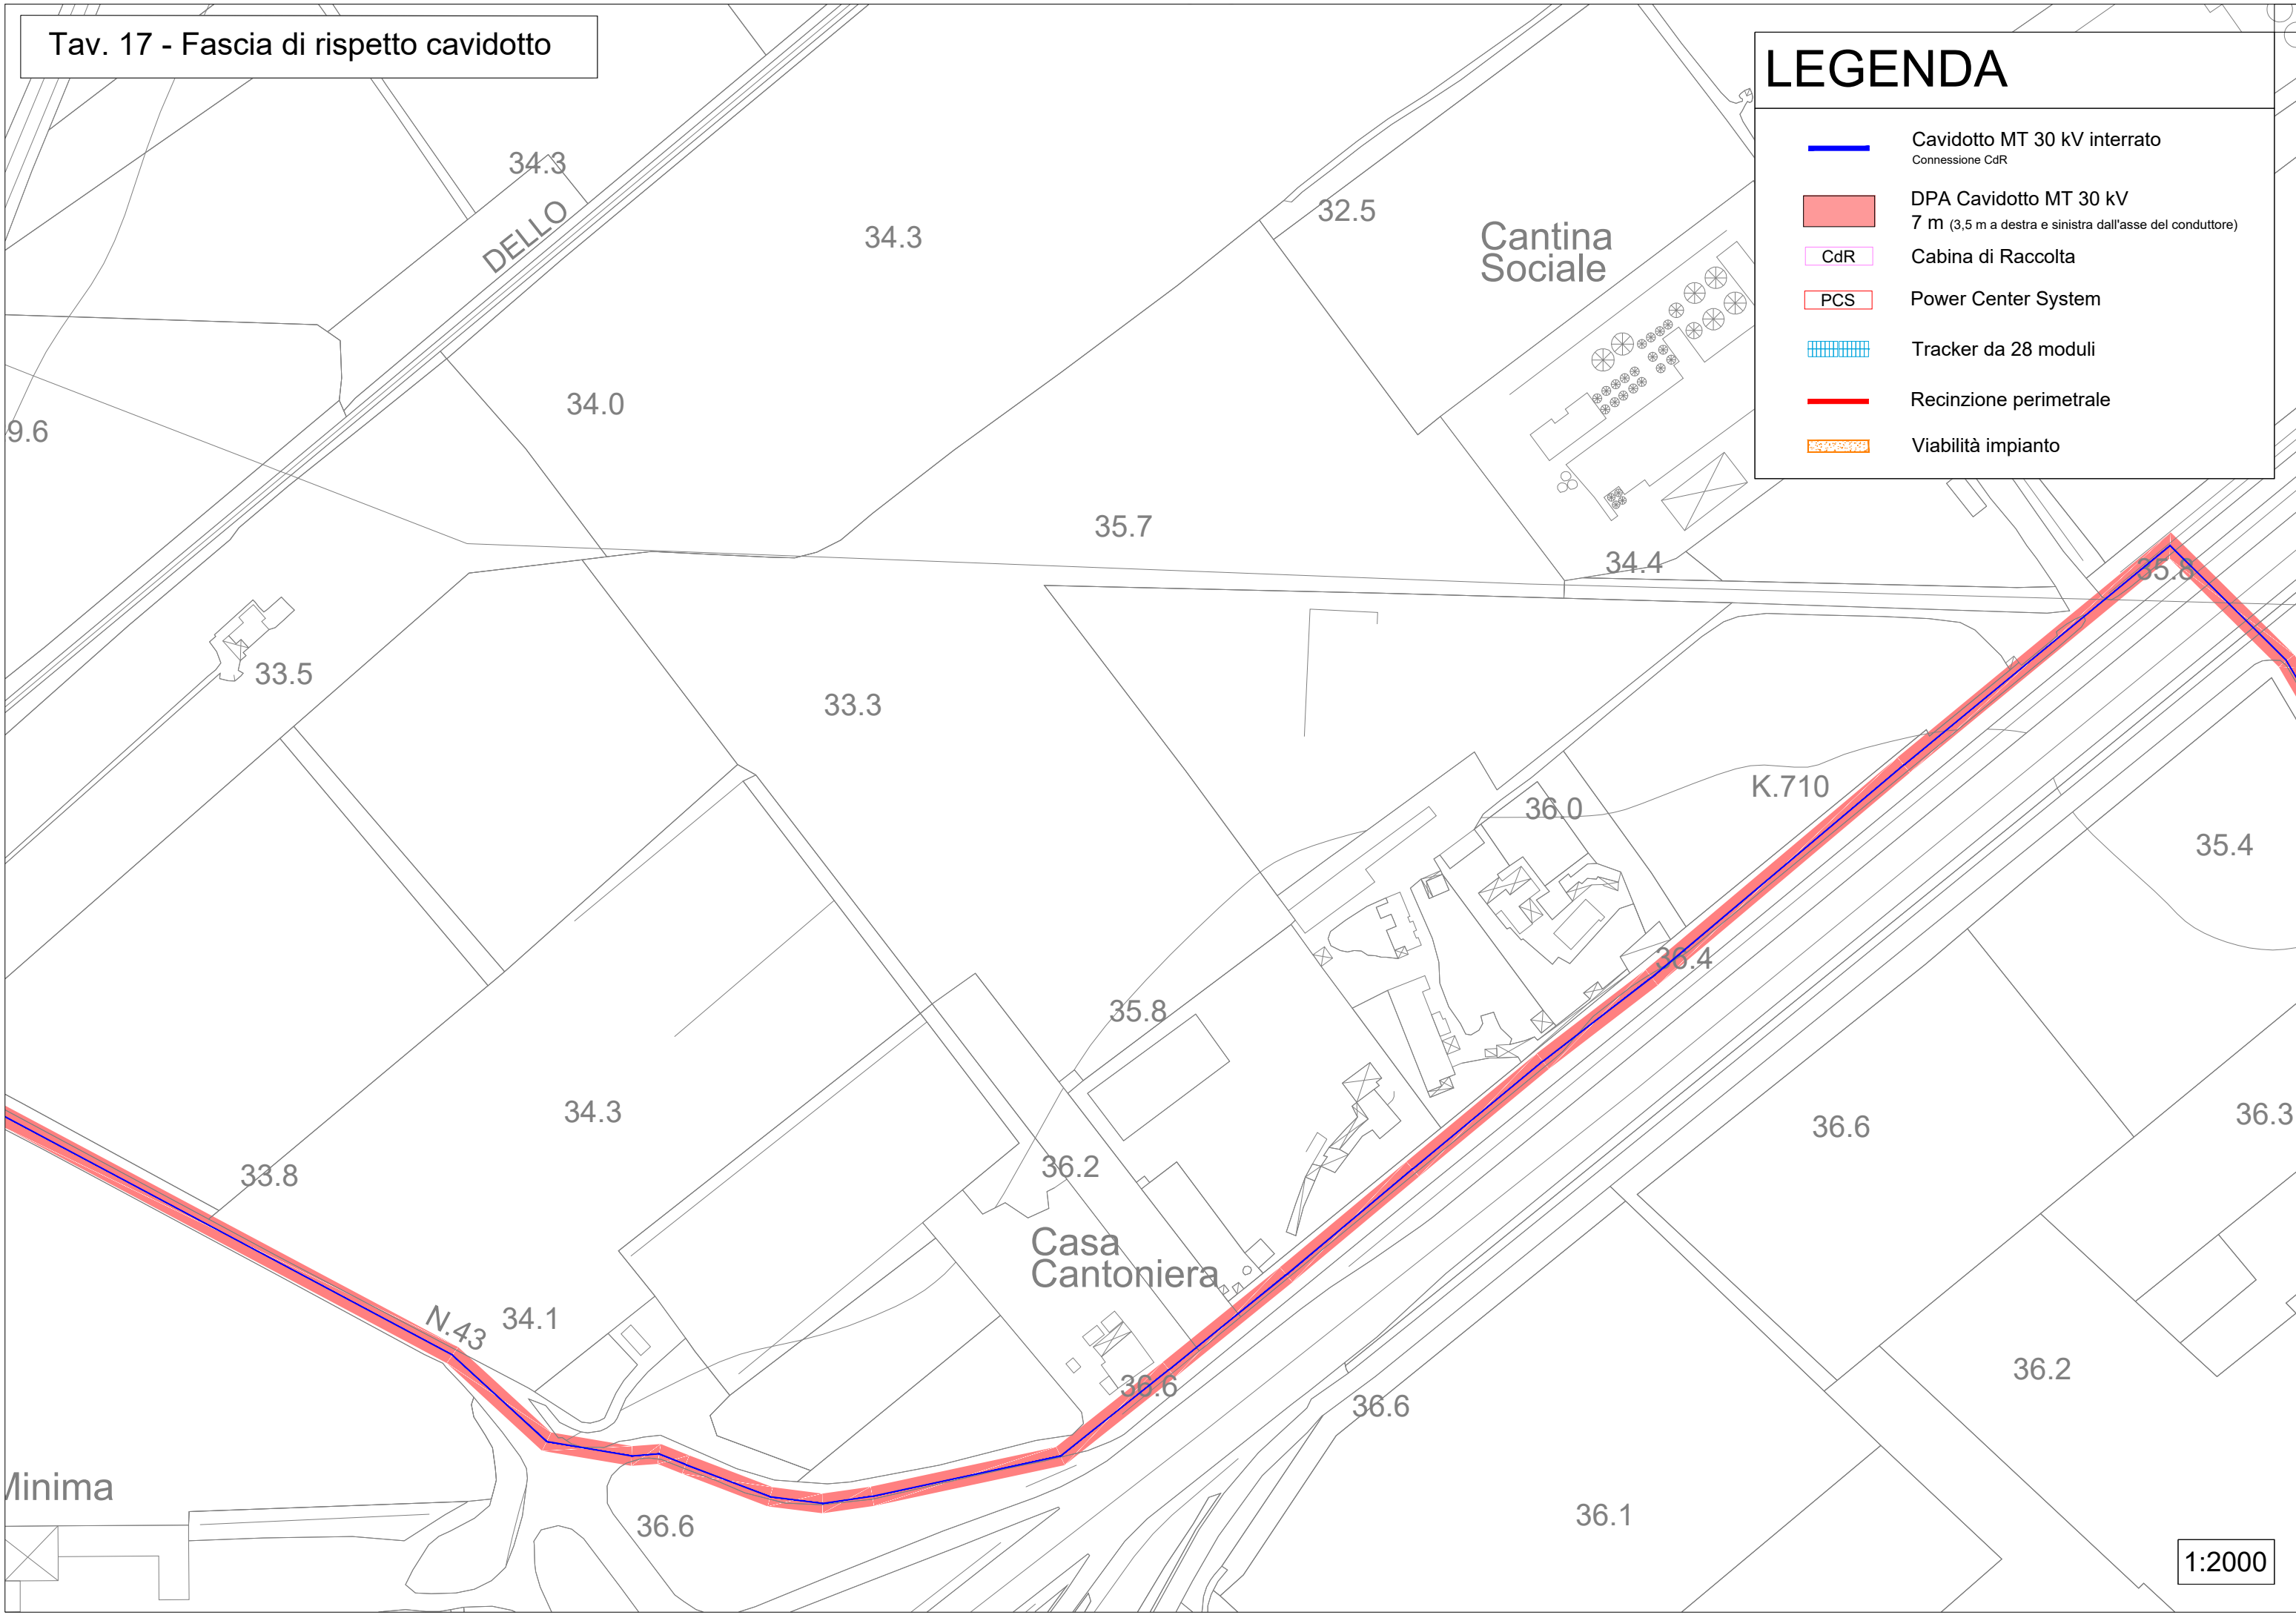 Tav. 17 - Fascia di rispetto cavidotto
LEGENDA
Cavidotto MT 30 kV interrato
Connessione CdR
DPA Cavidotto MT 30 kV
7 m (3,5 m a destra e sinistra dall'asse del conduttore)
CdR Cabina di Raccolta
PCS Power Center System
Tracker da 28 moduli
Recinzione perimetrale
Viabilità impianto
34.3
DELLO
34.3
32.5
Cantina
Sociale
34.0
9.6
35.7
34.4
35.8
33.5
33.3
K.710
36.0
35.4
36.4
35.8
34.3
36.6
36.3
33.8
36.2
Casa
Cantoniera
N.43
34.1
36.6
36.6
36.2
Minima
36.6
36.1
1:2000